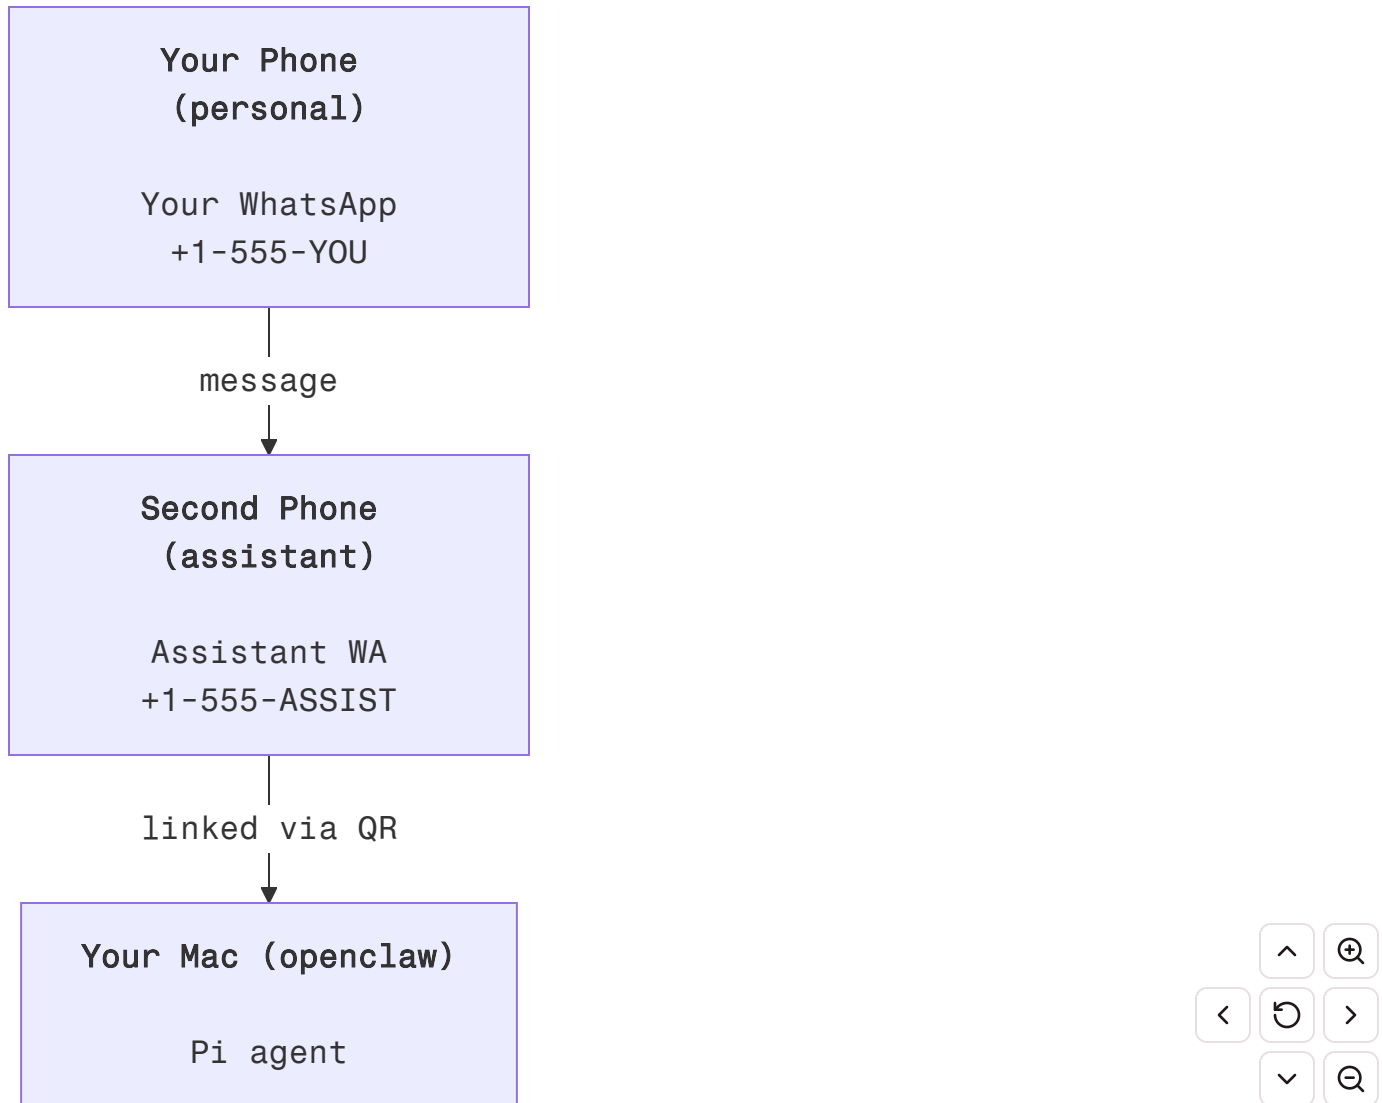 Your Phone
(personal)
Your WhatsApp
+1-555-YOU
message
Second Phone
(assistant)
Assistant WA
+1-555-ASSIST
linked via QR
Your Mac (openclaw)
Pi agent